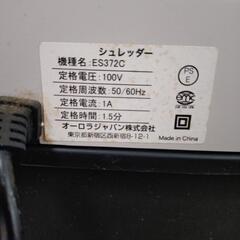 シュレッダー
機種名：ES372C
定格電圧：100V
定格周波数：50/60Hz
定格電流：1A
定格時間：1.5分
オーロラジャパン株式会社
東京都新宿区西新宿8-12-1
PS
E
Made in China